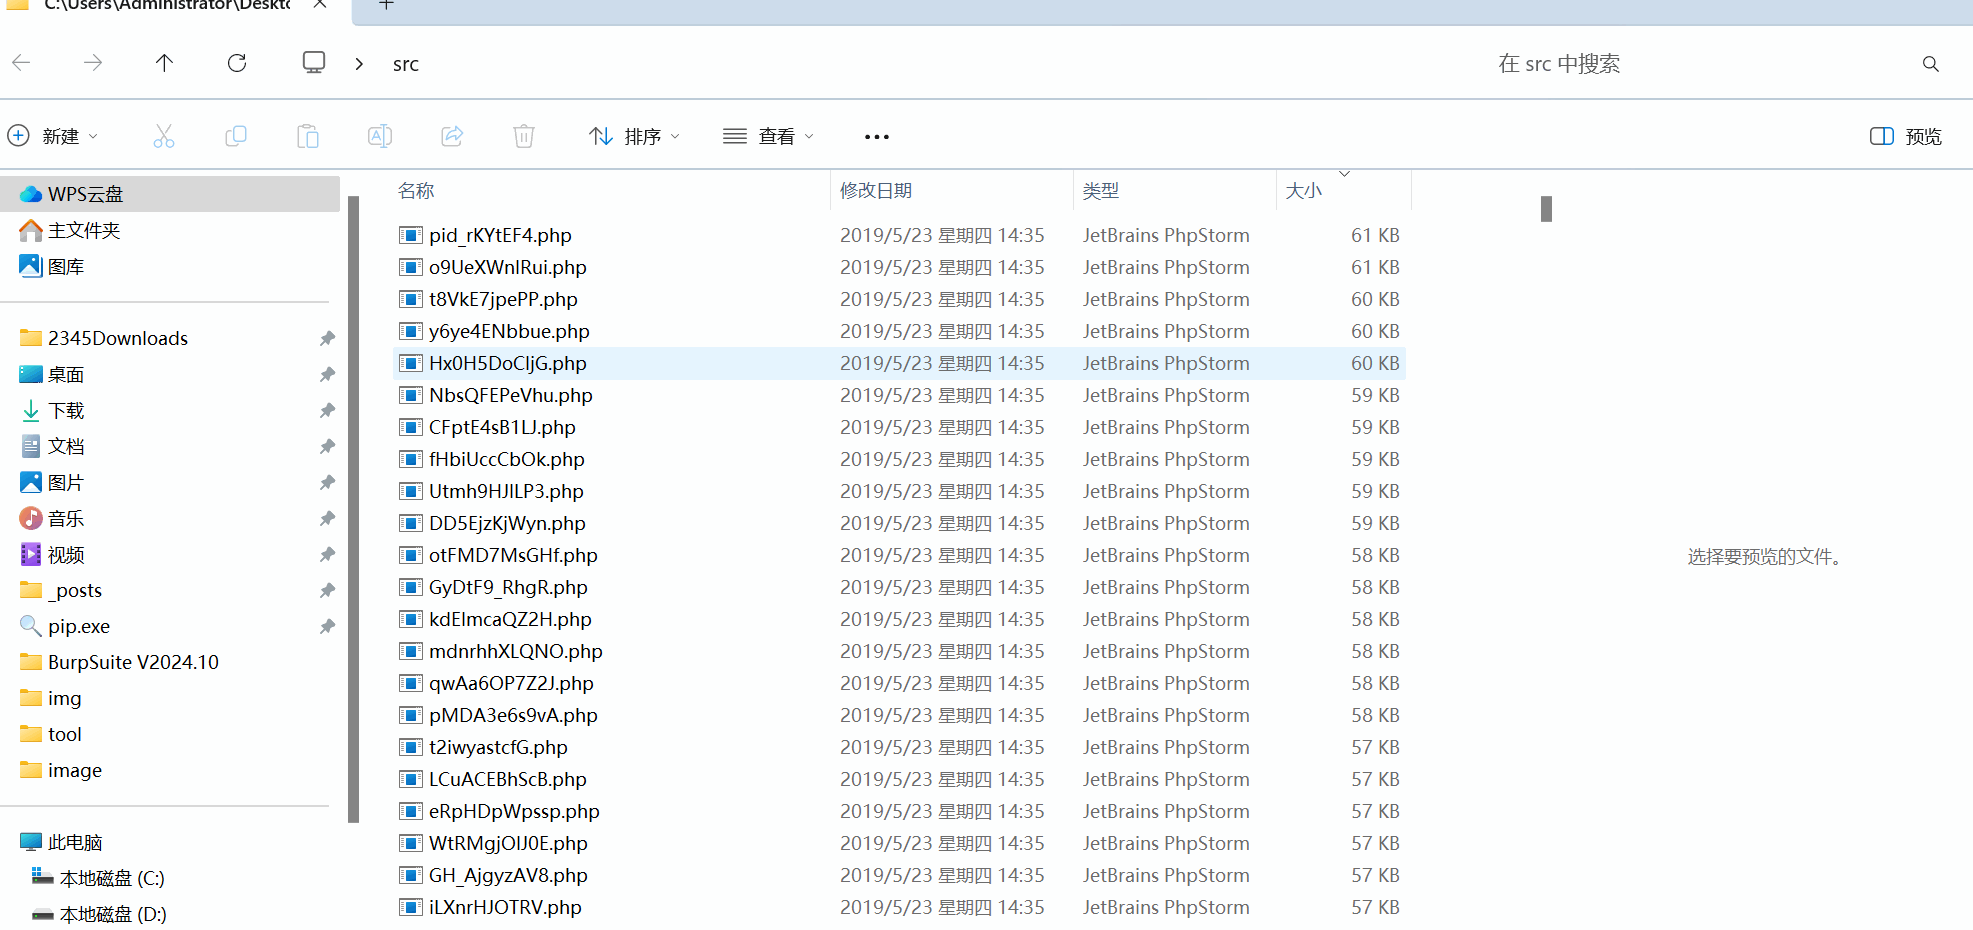 C:\Users\Administrator\Deskto
src
在 src 中搜索
新建
排序
查看
预览
WPS云盘
主文件夹
图库
2345Downloads
桌面
下载
文档
图片
音乐
视频
_posts
pip.exe
BurpSuite V2024.10
img
tool
image
此电脑
本地磁盘 (C:)
本地磁盘 (D:)
名称 修改日期 类型 大小
pid_rKYtEF4.php 2019/5/23 星期四 14:35 JetBrains PhpStorm 61 KB
o9UeXWnIRui.php 2019/5/23 星期四 14:35 JetBrains PhpStorm 61 KB
t8VkE7jpePP.php 2019/5/23 星期四 14:35 JetBrains PhpStorm 60 KB
y6ye4ENbbue.php 2019/5/23 星期四 14:35 JetBrains PhpStorm 60 KB
Hx0H5DoCljG.php 2019/5/23 星期四 14:35 JetBrains PhpStorm 60 KB
NbsQFEPeVhu.php 2019/5/23 星期四 14:35 JetBrains PhpStorm 59 KB
CFptE4sB1LJ.php 2019/5/23 星期四 14:35 JetBrains PhpStorm 59 KB
fHbiUccCbOk.php 2019/5/23 星期四 14:35 JetBrains PhpStorm 59 KB
Utmh9HJILP3.php 2019/5/23 星期四 14:35 JetBrains PhpStorm 59 KB
DD5EjzKjWyn.php 2019/5/23 星期四 14:35 JetBrains PhpStorm 59 KB
otFMD7MsGHf.php 2019/5/23 星期四 14:35 JetBrains PhpStorm 58 KB
GyDtF9_RhgR.php 2019/5/23 星期四 14:35 JetBrains PhpStorm 58 KB
kdElmcaQZ2H.php 2019/5/23 星期四 14:35 JetBrains PhpStorm 58 KB
mdnrhhXLQNO.php 2019/5/23 星期四 14:35 JetBrains PhpStorm 58 KB
qwAa6OP7Z2J.php 2019/5/23 星期四 14:35 JetBrains PhpStorm 58 KB
pMDA3e6s9vA.php 2019/5/23 星期四 14:35 JetBrains PhpStorm 58 KB
t2iwyastcfG.php 2019/5/23 星期四 14:35 JetBrains PhpStorm 57 KB
LCuACEBhScB.php 2019/5/23 星期四 14:35 JetBrains PhpStorm 57 KB
eRpHDpWpssp.php 2019/5/23 星期四 14:35 JetBrains PhpStorm 57 KB
WtRMgjOIJ0E.php 2019/5/23 星期四 14:35 JetBrains PhpStorm 57 KB
GH_AjgyzAV8.php 2019/5/23 星期四 14:35 JetBrains PhpStorm 57 KB
iLXnrHJOTRV.php 2019/5/23 星期四 14:35 JetBrains PhpStorm 57 KB
选择要预览的文件。